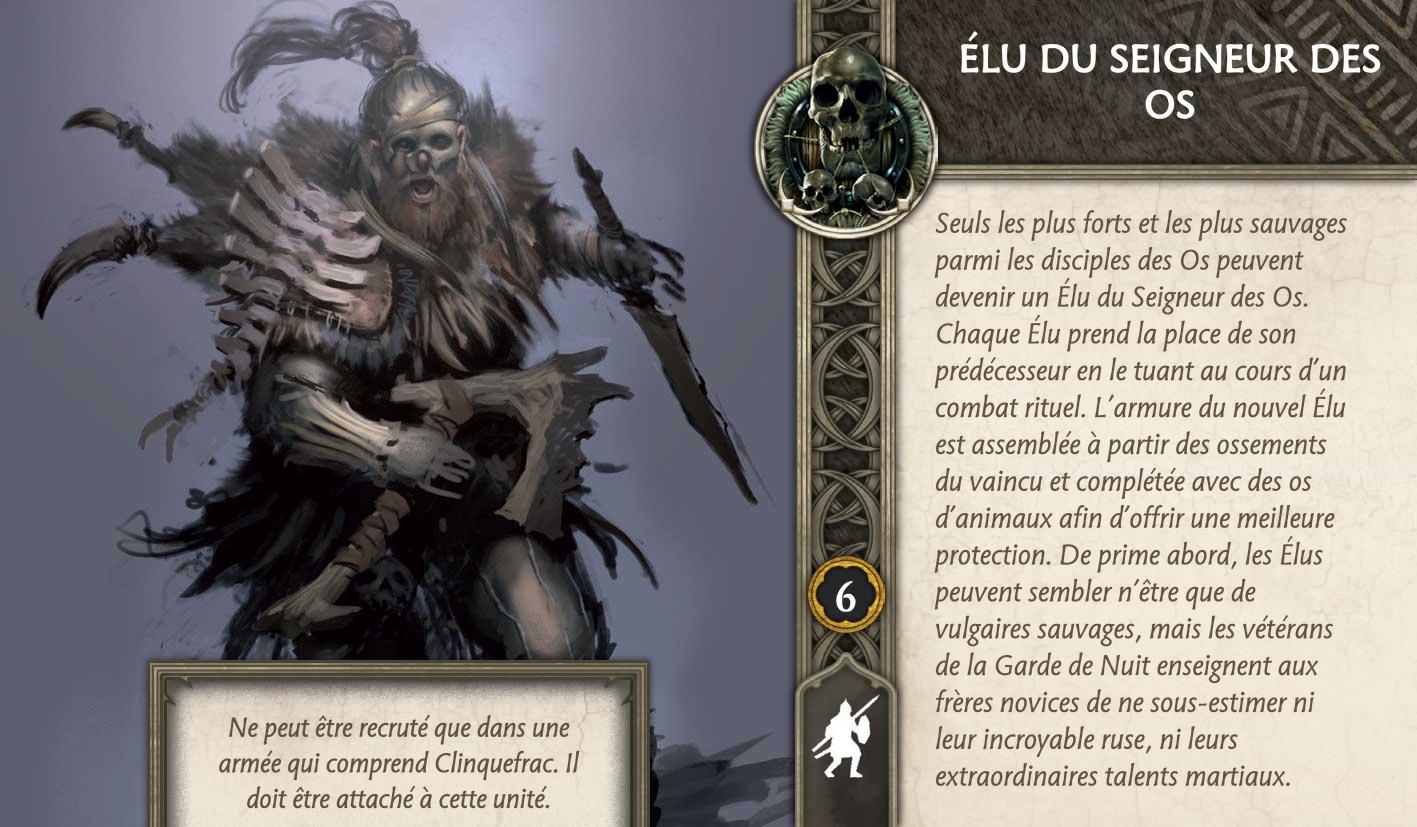 ÉLU DU SEIGNEUR DES
OS
Seuls les plus forts et les plus sauvages
parmi les disciples des Os peuvent
devenir un Élu du Seigneur des Os.
Chaque Élu prend la place de son
prédécesseur en le tuant au cours d’un
combat rituel. L’armure du nouvel Élu
est assemblée à partir des ossements
du vaincu et complétée avec des os
d’animaux afin d’offrir une meilleure
protection. De prime abord, les Élus
peuvent sembler n’être que de
vulgaires sauvages, mais les vétérans
de la Garde de Nuit enseignent aux
frères novices de ne sous-estimer ni
leur incroyable ruse, ni leurs
extraordinaires talents martiaux.
6
Ne peut être recruté que dans une
armée qui comprend Clinquefrac. Il
doit être attaché à cette unité.